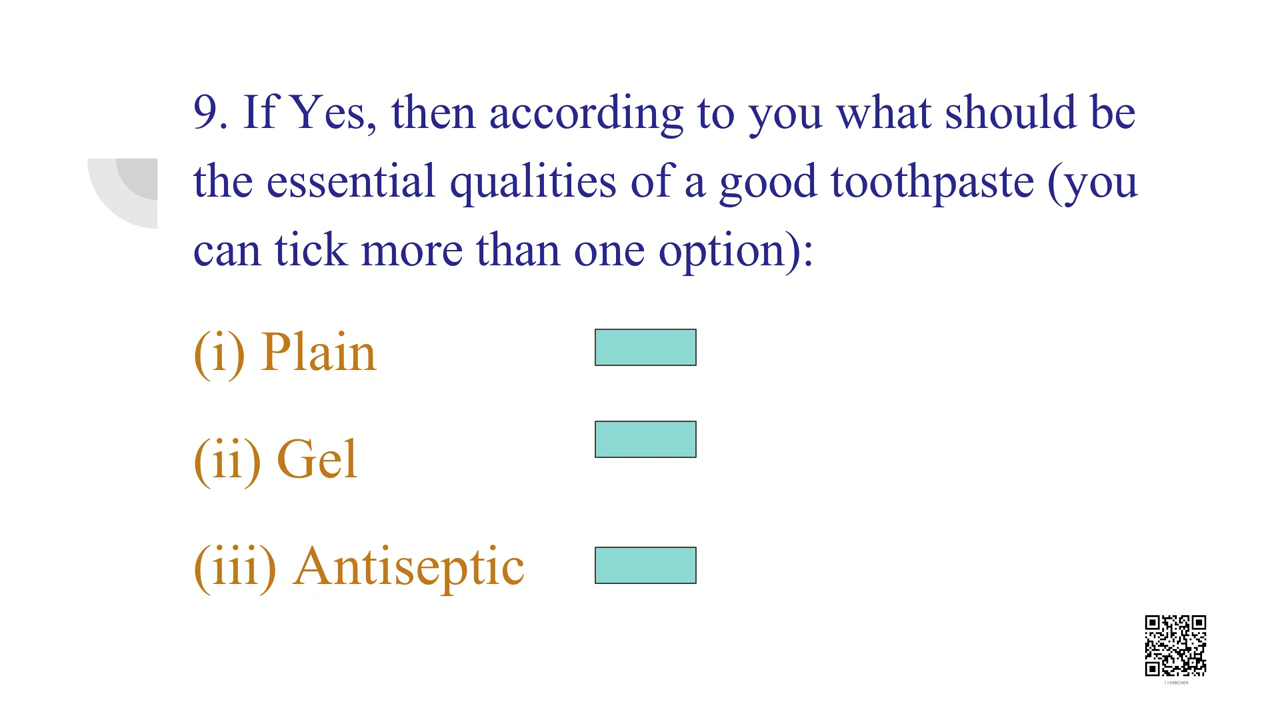 9. If Yes, then according to you what should be
the essential qualities of a good toothpaste (you
can tick more than one option):
(i) Plain
(ii) Gel
(iii) Antiseptic